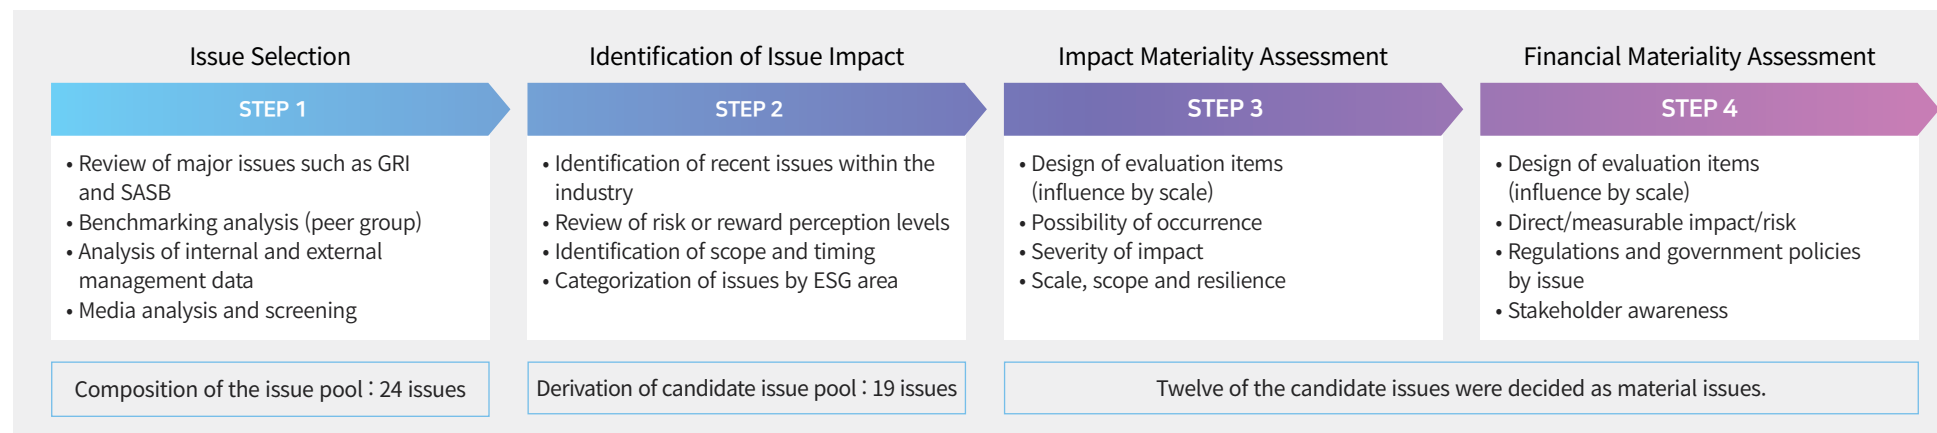 Issue Selection
STEP 1
• Review of major issues such as GRI
and SASB
• Benchmarking analysis (peer group)
• Analysis of internal and external
management data
• Media analysis and screening
Composition of the issue pool : 24 issues
Identification of Issue Impact
STEP 2
• Identification of recent issues within the
industry
• Review of risk or reward perception levels
• Identification of scope and timing
• Categorization of issues by ESG area
Derivation of candidate issue pool : 19 issues
Impact Materiality Assessment
STEP 3
• Design of evaluation items
(influence by scale)
• Possibility of occurrence
• Severity of impact
• Scale, scope and resilience
Financial Materiality Assessment
STEP 4
• Design of evaluation items
(influence by scale)
• Direct/measurable impact/risk
• Regulations and government policies
by issue
• Stakeholder awareness
Twelve of the candidate issues were decided as material issues.